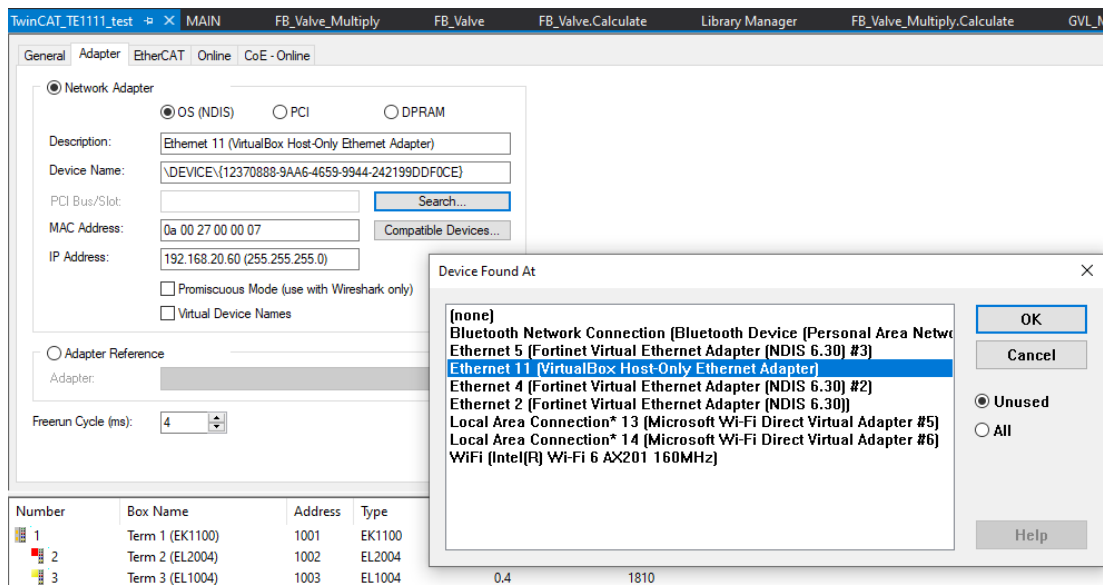 TwinCAT_TE1111_test MAIN FB_Valve_Multiply FB_Valve FB_Valve.Calculate Library Manager FB_Valve_Multiply.Calculate GVL_M
General Adapter EtherCAT Online CoE - Online
Network Adapter
OS (NDIS) PCI DPRAM
Description: Ethernet 11 (VirtualBox Host-Only Ethernet Adapter)
Device Name: \DEVICE\{12370888-9AA6-4659-9944-242199DDF0CE}
PCI Bus/Slot: Search...
MAC Address: 0a 00 27 00 00 07 Compatible Devices...
IP Address: 192.168.20.60 (255.255.255.0)
Promiscuous Mode (use with Wireshark only)
Virtual Device Names
Adapter Reference
Adapter:
Freerun Cycle (ms): 4
Device Found At
(none)
Bluetooth Network Connection (Bluetooth Device (Personal Area Netwo
Ethernet 5 (Fortinet Virtual Ethernet Adapter (NDIS 6.30) #3)
Ethernet 11 (VirtualBox Host-Only Ethernet Adapter)
Ethernet 4 (Fortinet Virtual Ethernet Adapter (NDIS 6.30) #2)
Ethernet 2 (Fortinet Virtual Ethernet Adapter (NDIS 6.30))
Local Area Connection* 13 (Microsoft Wi-Fi Direct Virtual Adapter #5)
Local Area Connection* 14 (Microsoft Wi-Fi Direct Virtual Adapter #6)
WiFi (Intel(R) Wi-Fi 6 AX201 160MHz)
OK
Cancel
Unused
All
Help
Number Box Name Address Type
1 Term 1 (EK1100) 1001 EK1100
2 Term 2 (EL2004) 1002 EL2004
3 Term 3 (EL1004) 1003 EL1004 0.4 1810